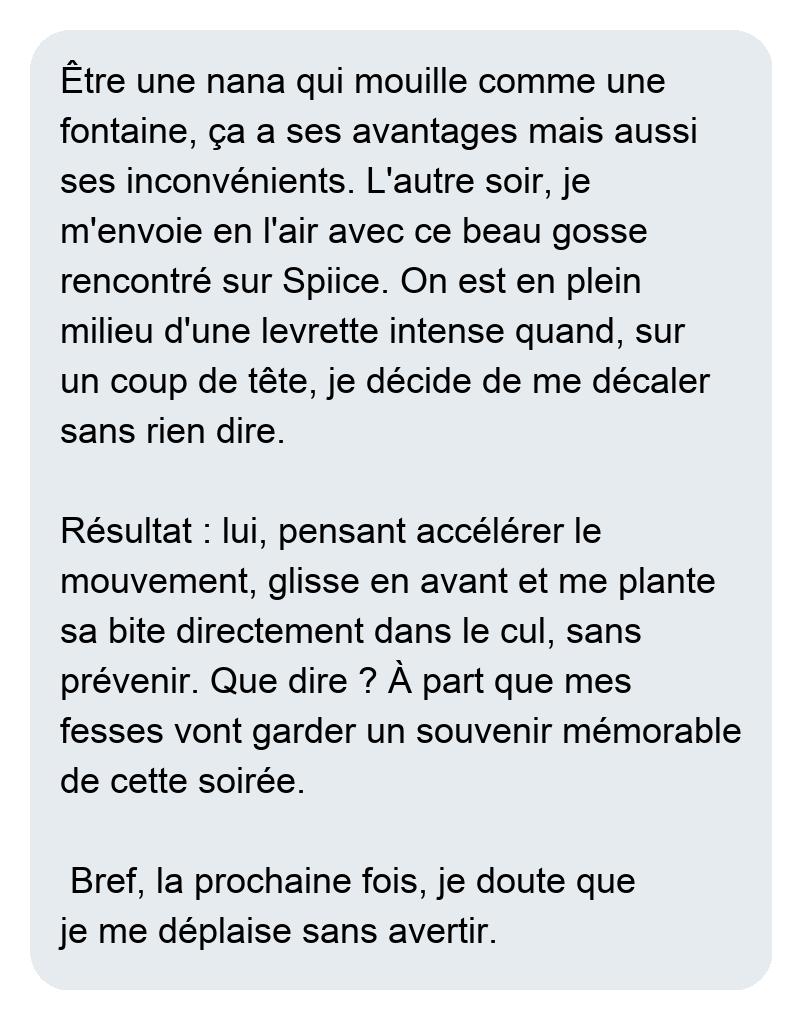 Être une nana qui mouille comme une
fontaine, ça a ses avantages mais aussi
ses inconvénients. L'autre soir, je
m'envoie en l'air avec ce beau gosse
rencontré sur Spiice. On est en plein
milieu d'une levrette intense quand, sur
un coup de tête, je décide de me décaler
sans rien dire.

Résultat : lui, pensant accélérer le
mouvement, glisse en avant et me plante
sa bite directement dans le cul, sans
prévenir. Que dire ? À part que mes
fesses vont garder un souvenir mémorable
de cette soirée.

Bref, la prochaine fois, je doute que
je me déplaise sans avertir.